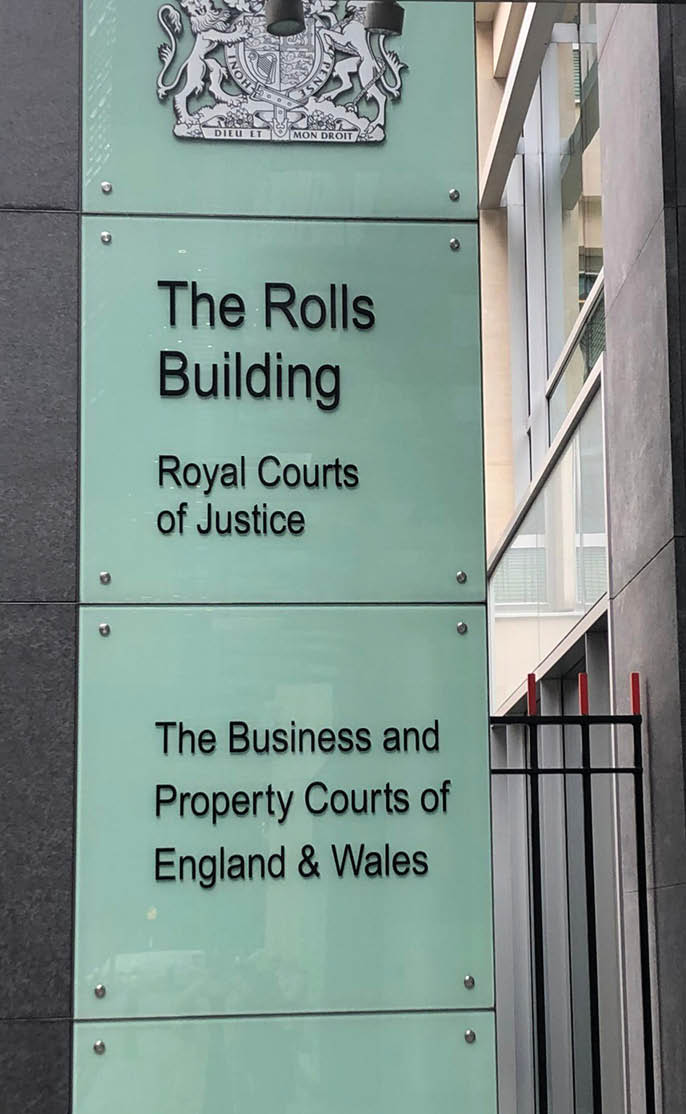 DIEU ET MON DROIT
The Rolls
Building
Royal Courts
of Justice
The Business and
Property Courts of
England & Wales